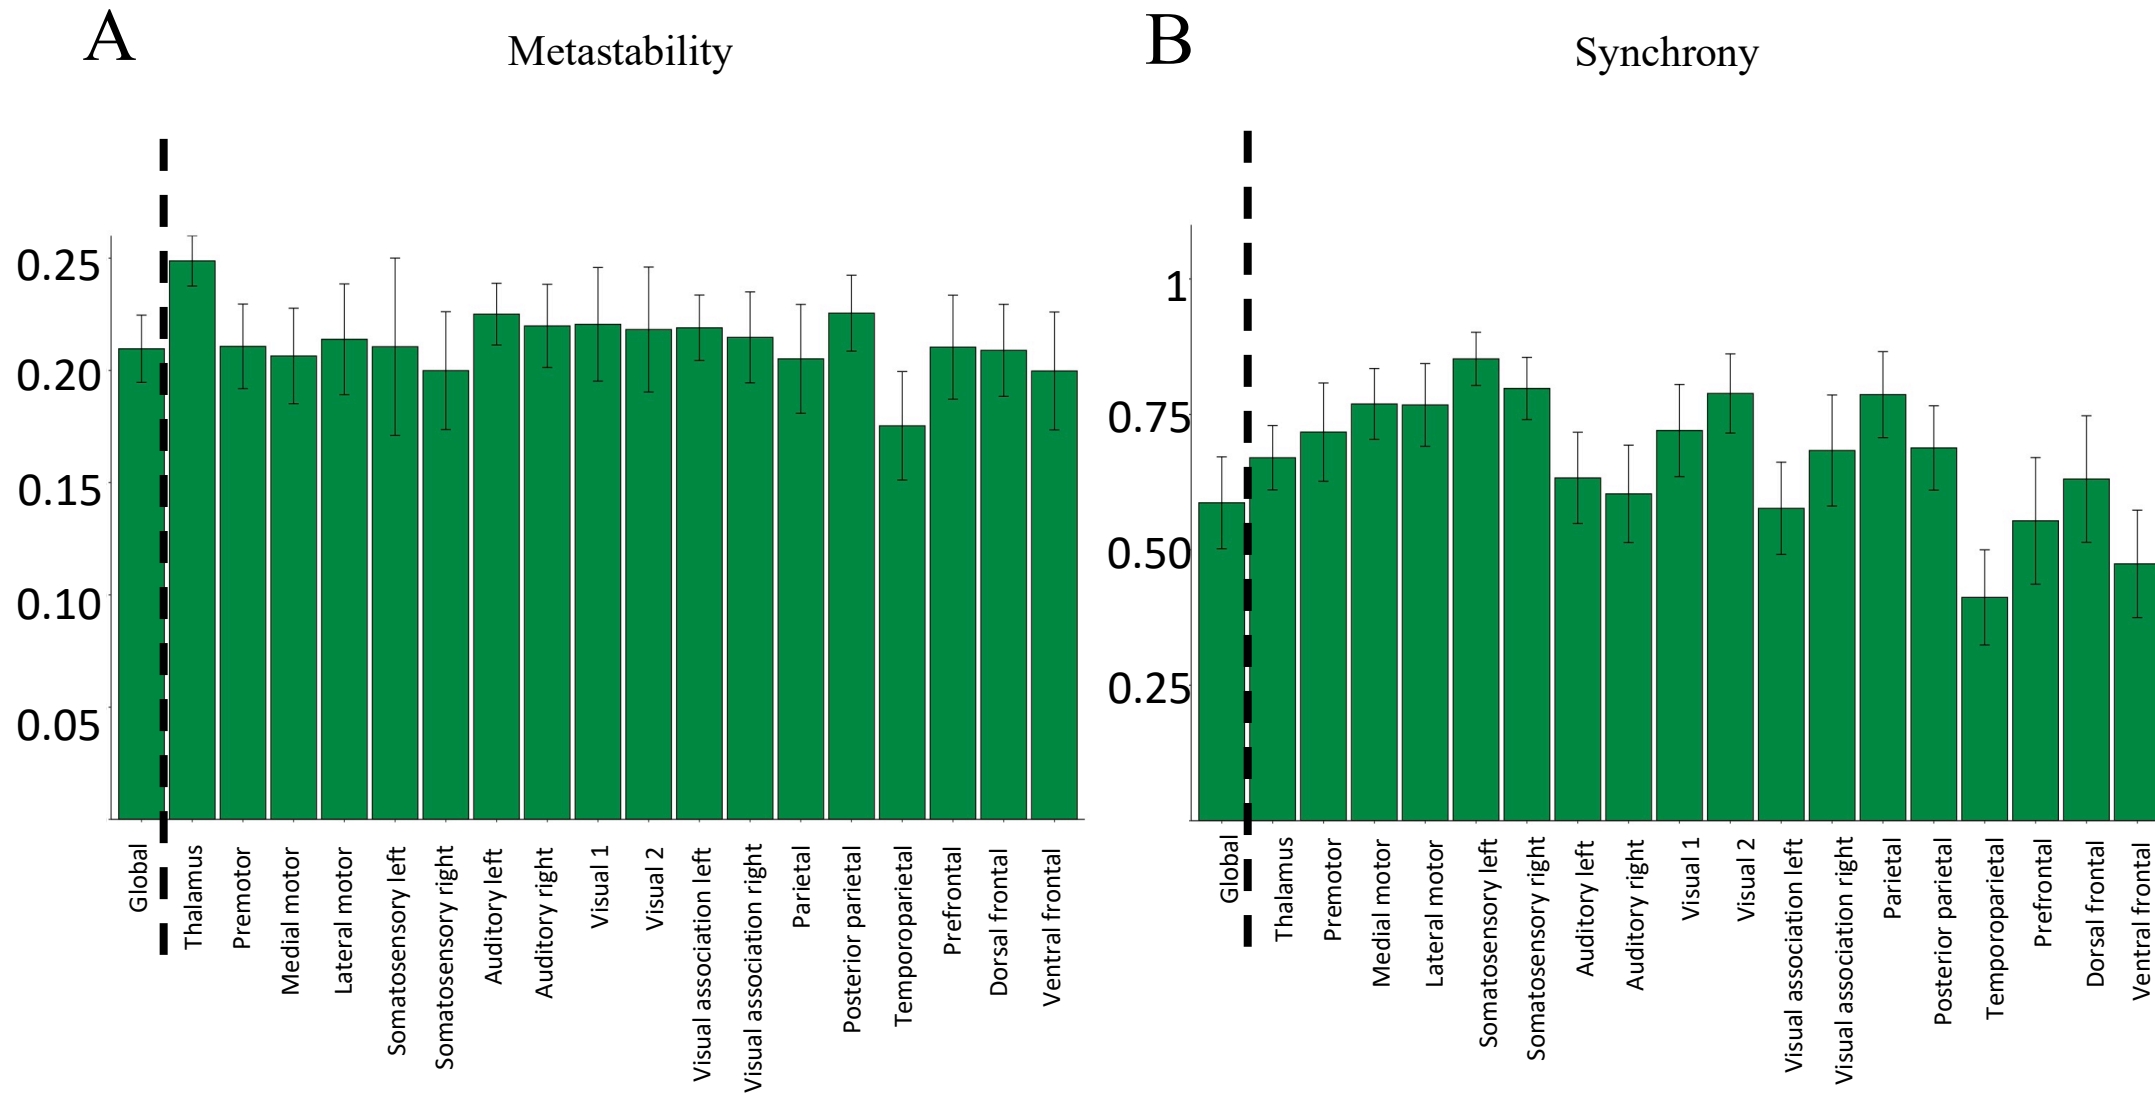 A
Metastability
B
Synchrony
0.25
0.20
0.15
0.10
0.05
Global
Thalamus
Premotor
Medial motor
Lateral motor
Somatosensory left
Somatosensory right
Auditory left
Auditory right
Visual 1
Visual 2
Visual association left
Visual association right
Parietal
Posterior parietal
Temporoparietal
Prefrontal
Dorsal frontal
Ventral frontal
1
0.75
0.50
0.25
Global
Thalamus
Premotor
Medial motor
Lateral motor
Somatosensory left
Somatosensory right
Auditory left
Auditory right
Visual 1
Visual 2
Visual association left
Visual association right
Parietal
Posterior parietal
Temporoparietal
Prefrontal
Dorsal frontal
Ventral frontal